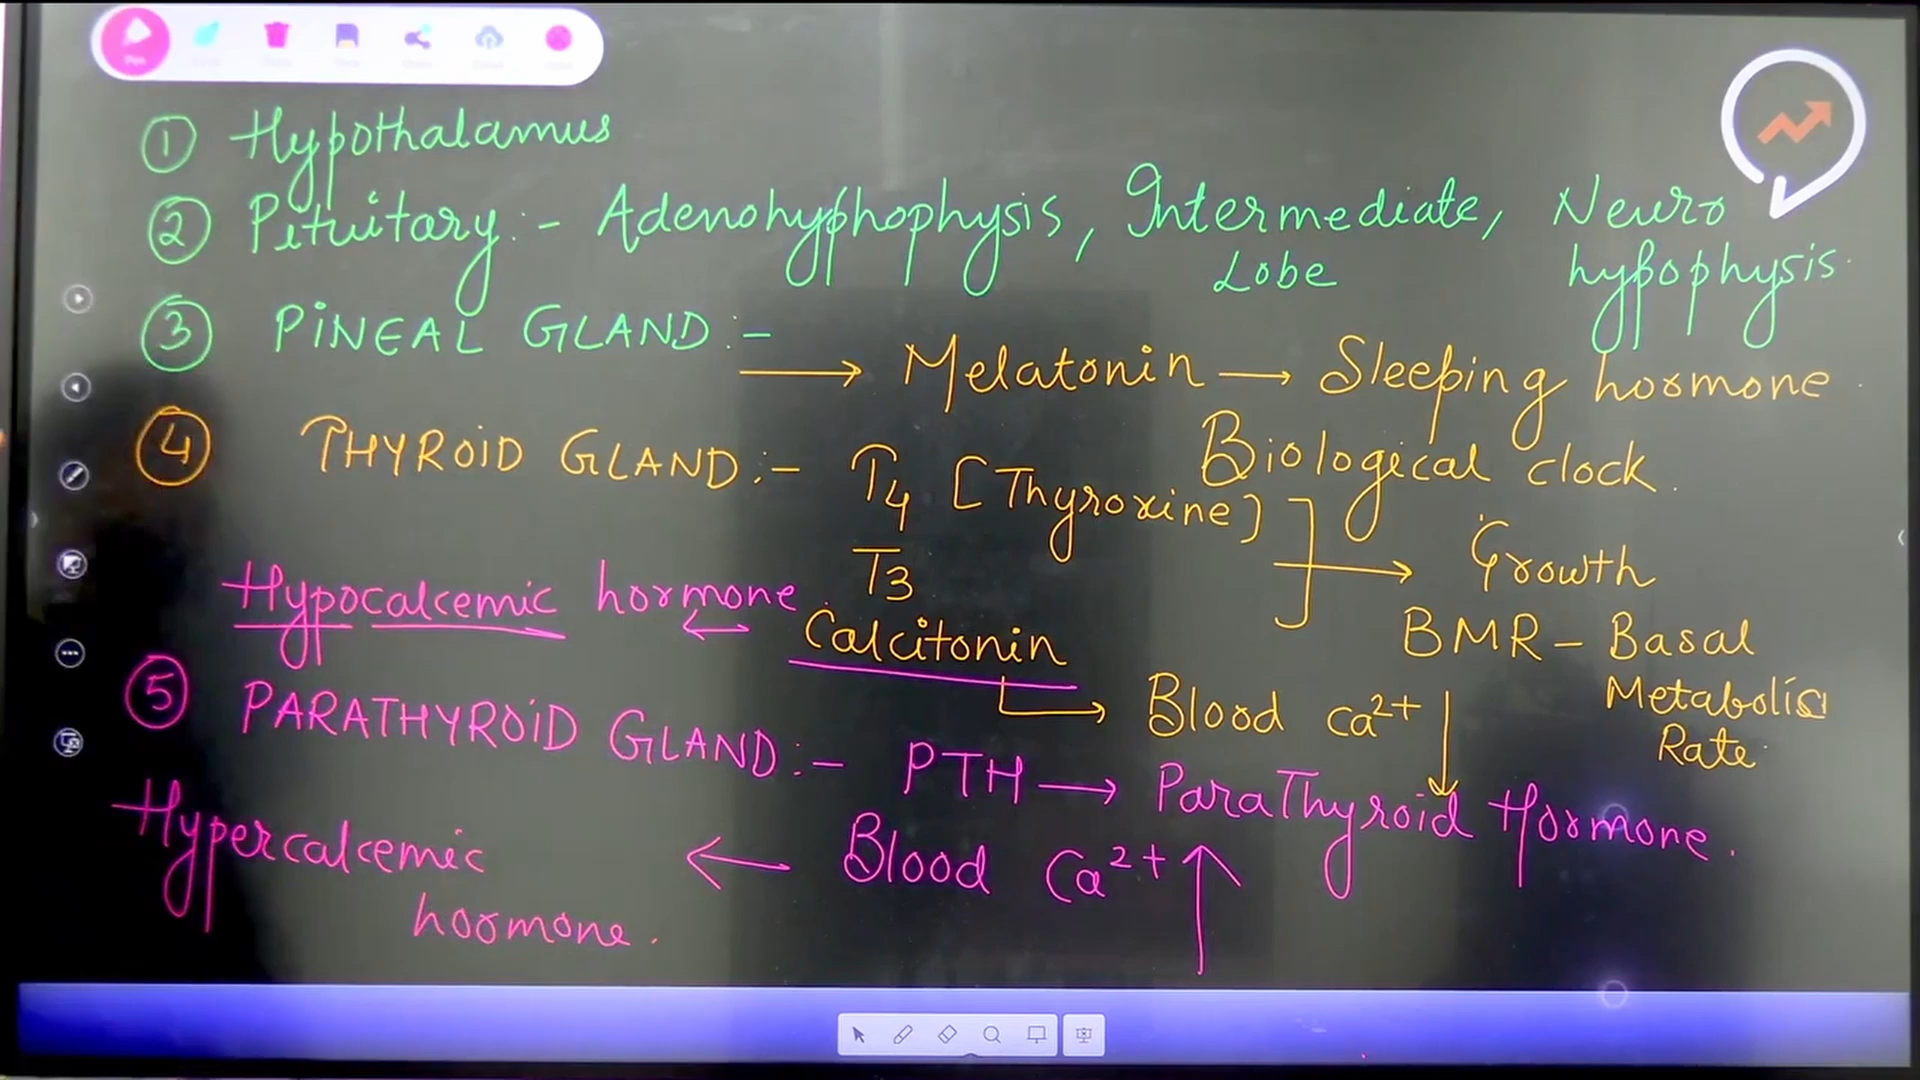 ① Hypothalamus
② Pituitary :- Adenohyphophysis, Intermediate Lobe, Neuro hypophysis.
③ PINEAL GLAND :-
→ Melatonin → Sleeping hormone.
Biological clock.
④ THYROID GLAND :- T4 [Thyroxine]
T3
→ Growth
BMR - Basal Metabolic Rate.
Hypocalcemic hormone. ← Calcitonin
→ Blood Ca²⁺ ↓
⑤ PARATHYROID GLAND :- PTH → ParaThyroid Hormone.
Hypercalcemic hormone. ← Blood Ca²⁺ ↑